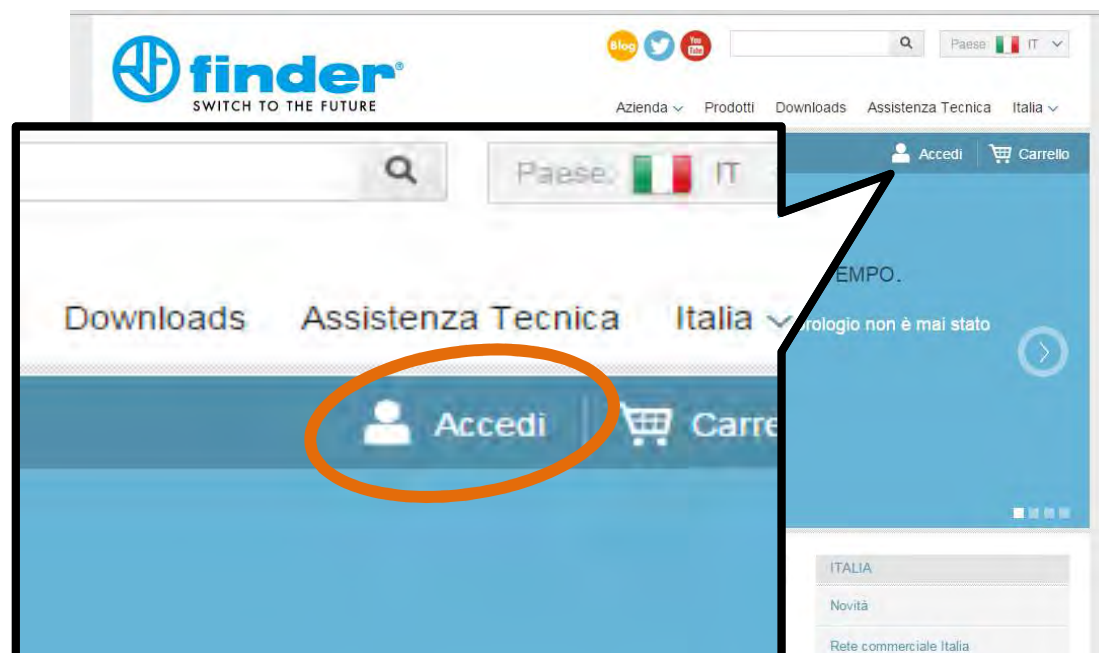 finder®
SWITCH TO THE FUTURE
Blog
You Tube
Paese: IT
Azienda Prodotti Downloads Assistenza Tecnica Italia
Accedi Carrello
Paese: IT
Downloads Assistenza Tecnica Italia
Accedi Carre
EMPO.
orologio non è mai stato
ITALIA
Novità
Rete commerciale Italia